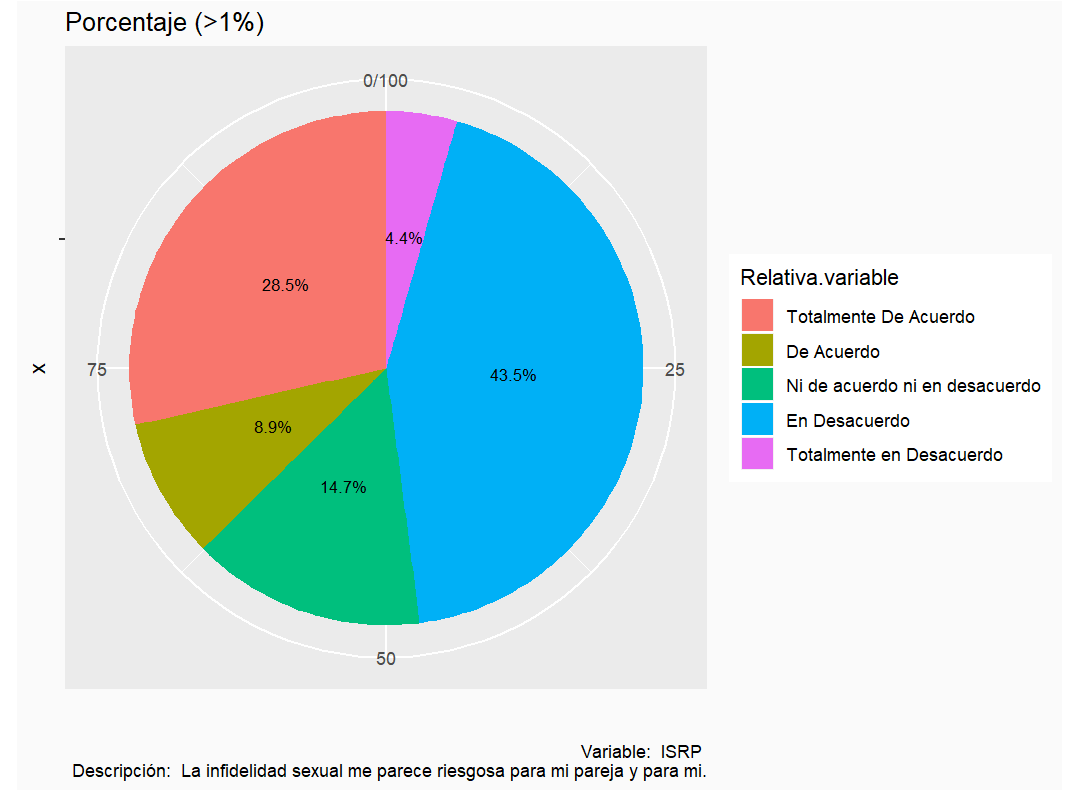 Porcentaje (>1%)
0/100
4.4%
28.5%
43.5%
75
25
8.9%
14.7%
50
x
Relativa.variable
Totalmente De Acuerdo
De Acuerdo
Ni de acuerdo ni en desacuerdo
En Desacuerdo
Totalmente en Desacuerdo
Variable: ISRP
Descripción: La infidelidad sexual me parece riesgosa para mi pareja y para mi.